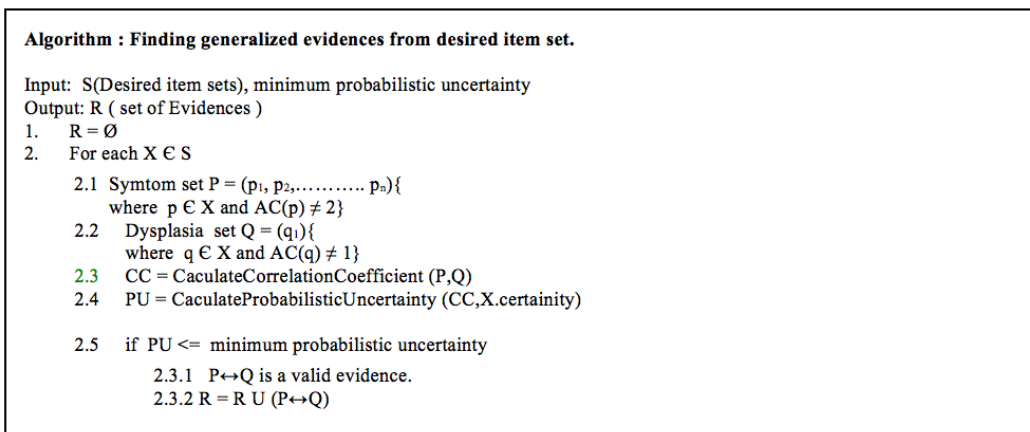 Algorithm : Finding generalized evidences from desired item set.
Input: S(Desired item sets), minimum probabilistic uncertainty
Output: R ( set of Evidences )
1. R = Ø
2. For each X Є S
2.1 Symtom set P = (p₁, p₂,……….. pₙ){
where p Є X and AC(p) ≠ 2}
2.2 Dysplasia set Q = (q₁){
where q Є X and AC(q) ≠ 1}
2.3 CC = CaculateCorrelationCoefficient (P,Q)
2.4 PU = CaculateProbabilisticUncertainty (CC,X.certainity)
2.5 if PU <= minimum probabilistic uncertainty
2.3.1 P↔Q is a valid evidence.
2.3.2 R = R U (P↔Q)